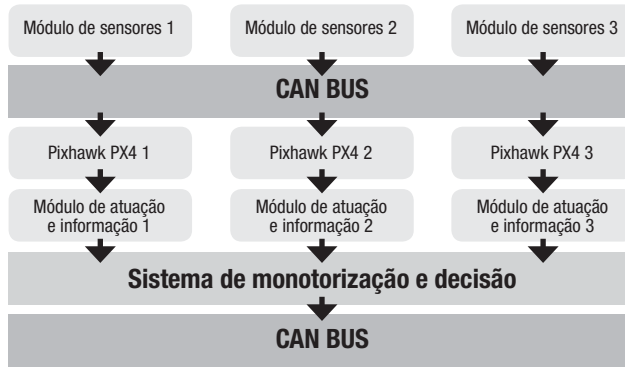 Módulo de sensores 1
Módulo de sensores 2
Módulo de sensores 3
CAN BUS
Pixhawk PX4 1
Pixhawk PX4 2
Pixhawk PX4 3
Módulo de atuação
e informação 1
Módulo de atuação
e informação 2
Módulo de atuação
e informação 3
Sistema de monotorização e decisão
CAN BUS